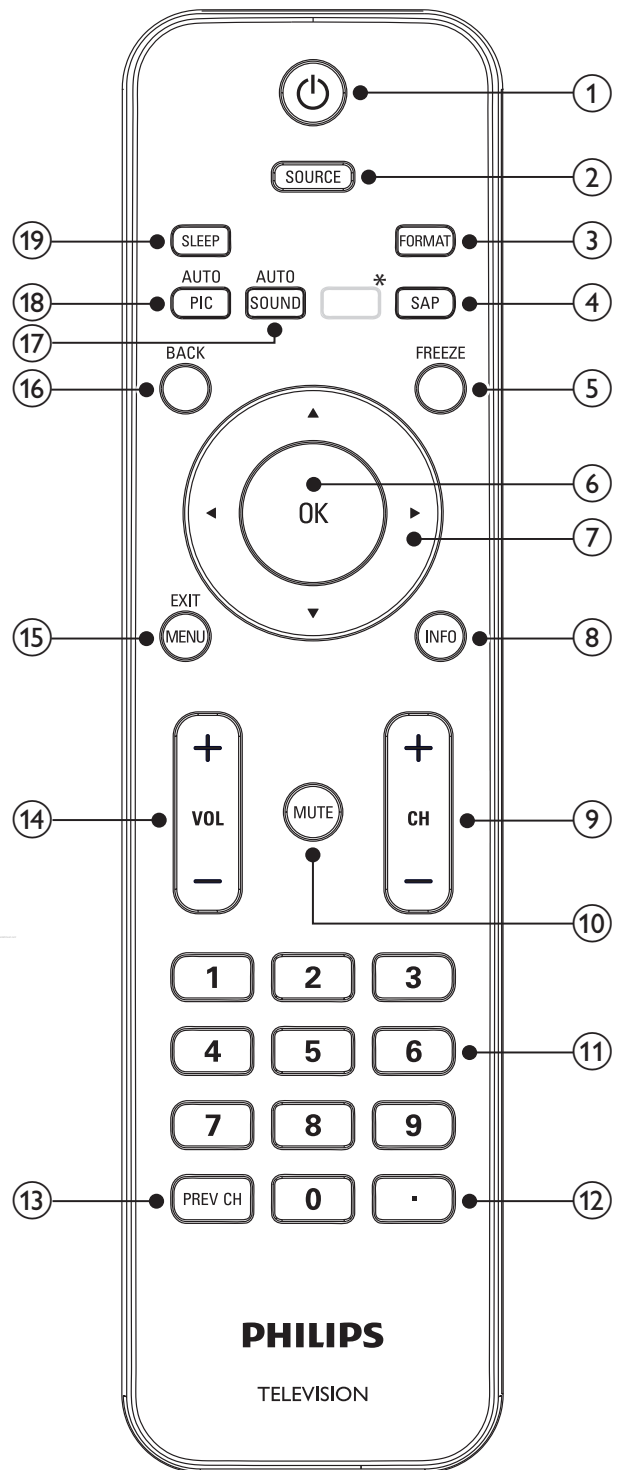 1
SOURCE 2
19 SLEEP FORMAT 3
AUTO AUTO *
18 PIC SOUND SAP 4
17
BACK FREEZE
16 5
6
OK
7
EXIT
15 MENU INFO 8
+ +
14 VOL MUTE CH 9
− −
10
1 2 3
4 5 6 11
7 8 9
13 PREV CH 0 . 12
PHILIPS
TELEVISION